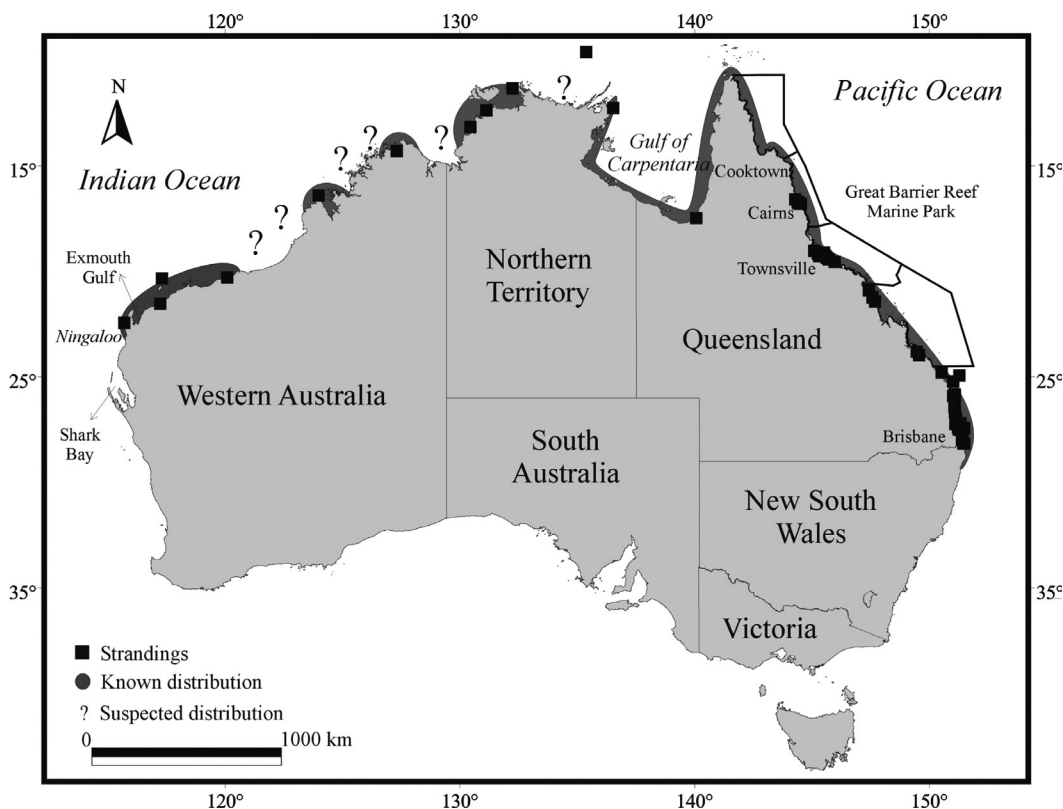 120°
130°
140°
150°
N
Pacific Ocean
?
?
?
?
15°
15°
Gulf of
Carpentaria
Cooktown
Indian Ocean
Great Barrier Reef
Marine Park
Cairns
?
?
Exmouth
Gulf
Northern
Territory
Townsville
Ningaloo
Queensland
25°
25°
Western Australia
Shark
Bay
South
Australia
Brisbane
New South
Wales
35°
35°
Victoria
Strandings
Known distribution
? Suspected distribution
0
1000 km
120°
130°
140°
150°